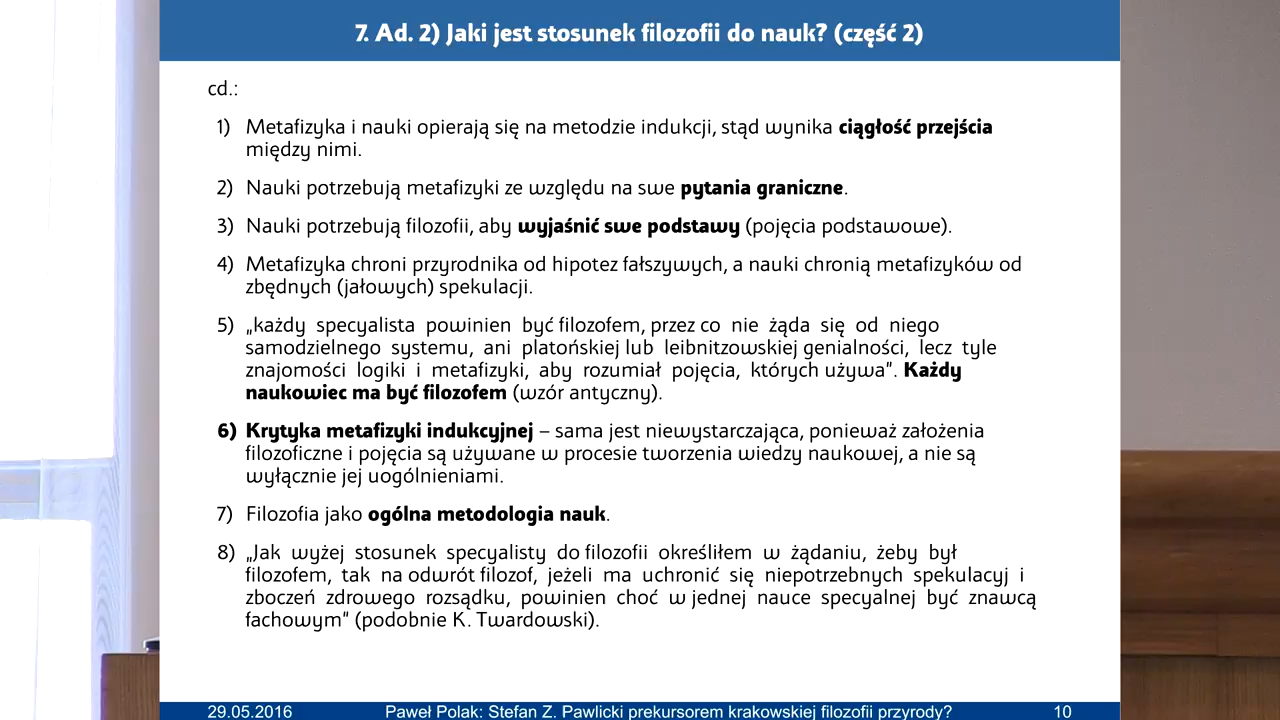 7. Ad. 2) Jaki jest stosunek filozofii do nauk? (część 2)
cd.:
1) Metafizyka i nauki opierają się na metodzie indukcji, stąd wynika ciągłość przejścia
między nimi.
2) Nauki potrzebują metafizyki ze względu na swe pytania graniczne.
3) Nauki potrzebują filozofii, aby wyjaśnić swe podstawy (pojęcia podstawowe).
4) Metafizyka chroni przyrodnika od hipotez fałszywych, a nauki chronią metafizyków od
zbędnych (jałowych) spekulacji.
5) „każdy specyalista powinien być filozofem, przez co nie żąda się od niego
samodzielnego systemu, ani platońskiej lub leibnitzowskiej genialności, lecz tyle
znajomości logiki i metafizyki, aby rozumiał pojęcia, których używa”. Każdy
naukowiec ma być filozofem (wzór antyczny).
6) Krytyka metafizyki indukcyjnej – sama jest niewystarczająca, ponieważ założenia
filozoficzne i pojęcia są używane w procesie tworzenia wiedzy naukowej, a nie są
wyłącznie jej uogólnieniami.
7) Filozofia jako ogólna metodologia nauk.
8) „Jak wyżej stosunek specyalisty do filozofii określiłem w żądaniu, żeby był
filozofem, tak na odwrót filozof, jeżeli ma uchronić się niepotrzebnych spekulacyj i
zboczeń zdrowego rozsądku, powinien choć w jednej nauce specyalnej być znawcą
fachowym” (podobnie K. Twardowski).
29.05.2016 Paweł Polak: Stefan Z. Pawlicki prekursorem krakowskiej filozofii przyrody? 10